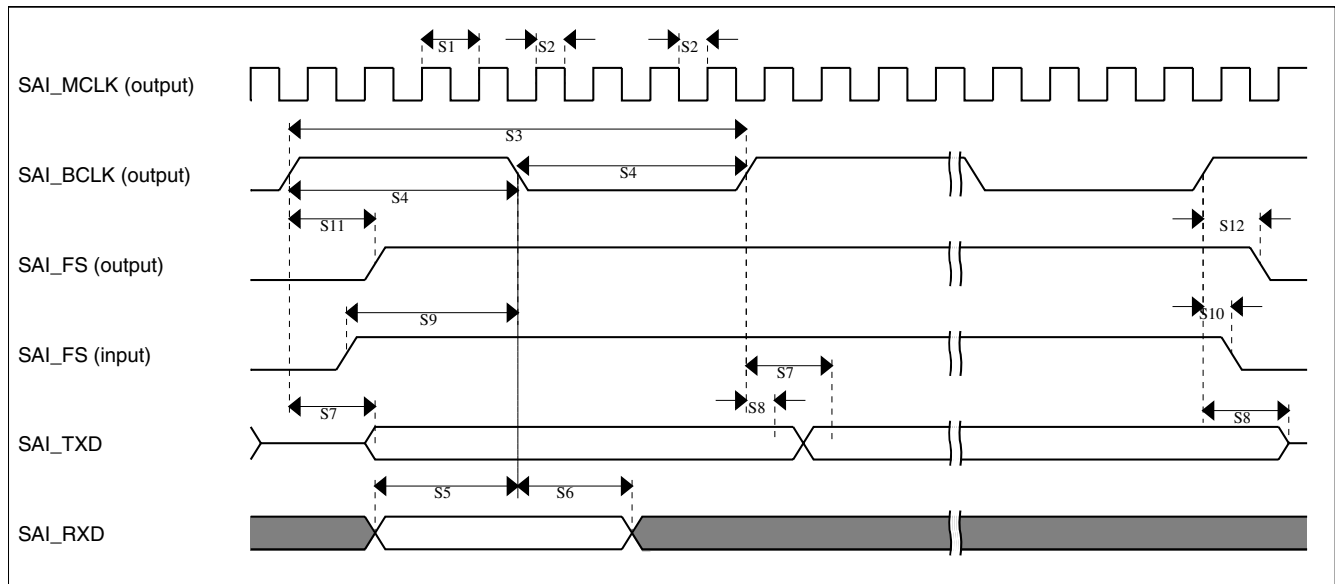 S1 S2 S2
SAI_MCLK (output)
S3
SAI_BCLK (output)
S4
S4
S11 S12
SAI_FS (output)
S9 S10
SAI_FS (input)
S7
S7 S8 S8
SAI_TXD
S5 S6
SAI_RXD